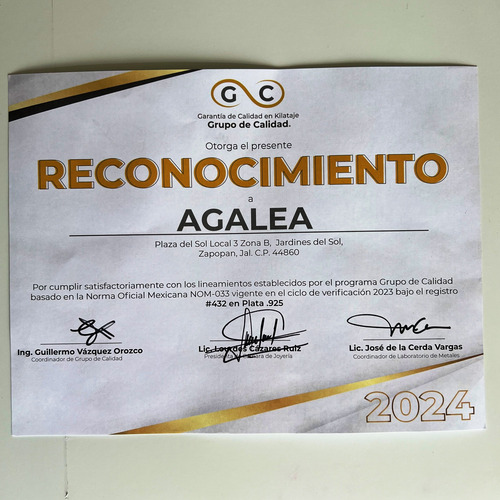 G C
Garantía de Calidad en Kilataje
Grupo de Calidad.
Otorga el presente
RECONOCIMIENTO
a
AGALEA
Plaza del Sol Local 3 Zona B, Jardines del Sol,
Zapopan, Jal. C.P. 44860
Por cumplir satisfactoriamente con los lineamientos establecidos por el programa Grupo de Calidad
basado en la Norma Oficial Mexicana NOM-033 vigente en el ciclo de verificación 2023 bajo el registro
#432 en Plata .925
Ing. Guillermo Vázquez Orozco
Coordinador de Grupo de Calidad
Lic. Lourdes Cázares Ruiz
Presidenta Cámara de Joyería
Lic. José de la Cerda Vargas
Coordinador de Laboratorio de Metales
2024